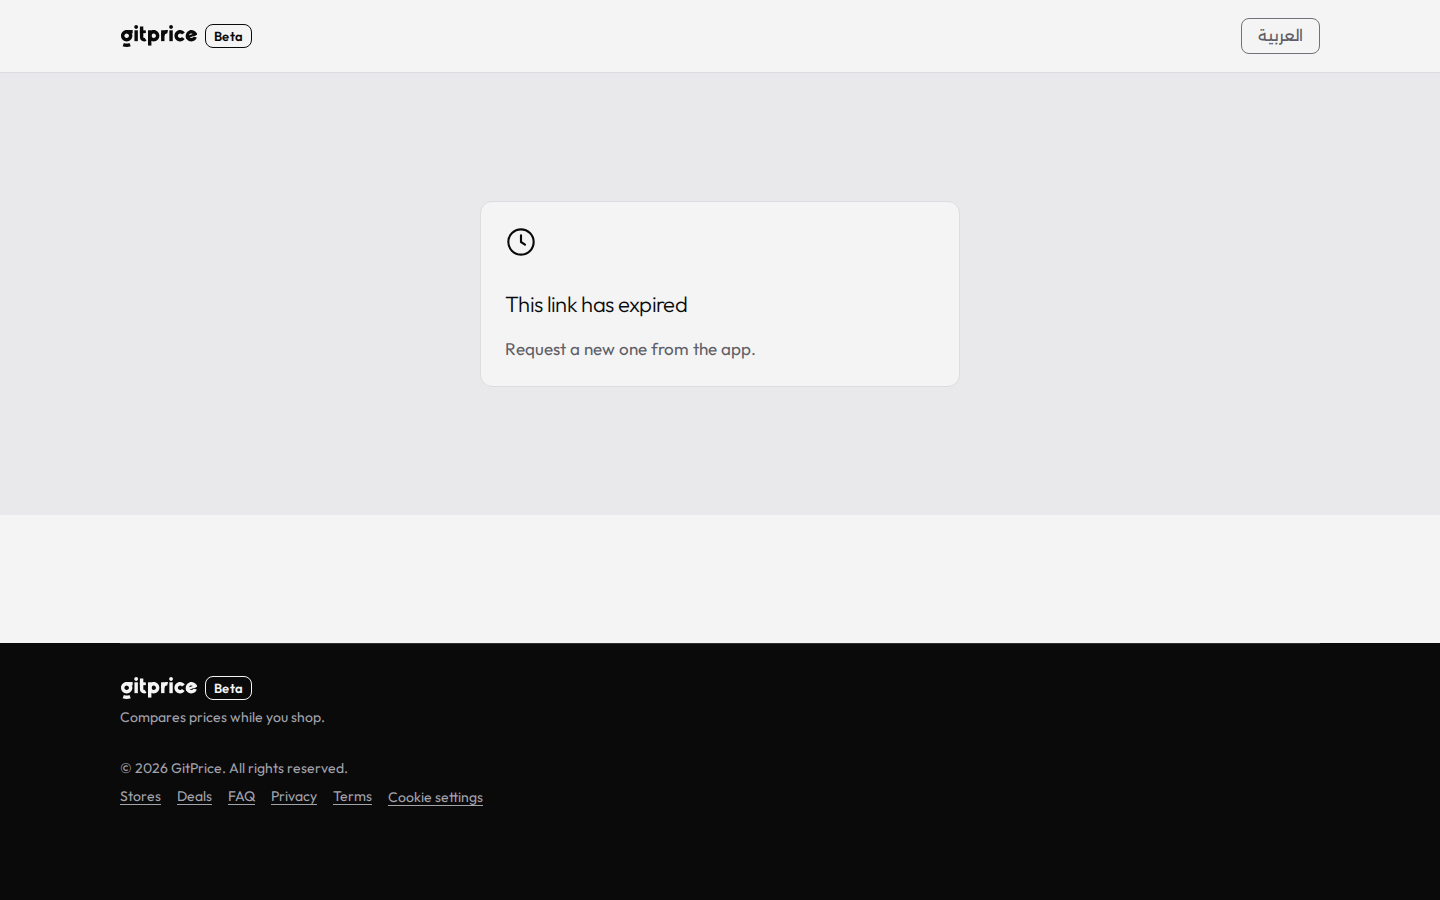 gitprice Beta
العربية
This link has expired
Request a new one from the app.
gitprice Beta
Compares prices while you shop.
© 2026 GitPrice. All rights reserved.
Stores Deals FAQ Privacy Terms Cookie settings